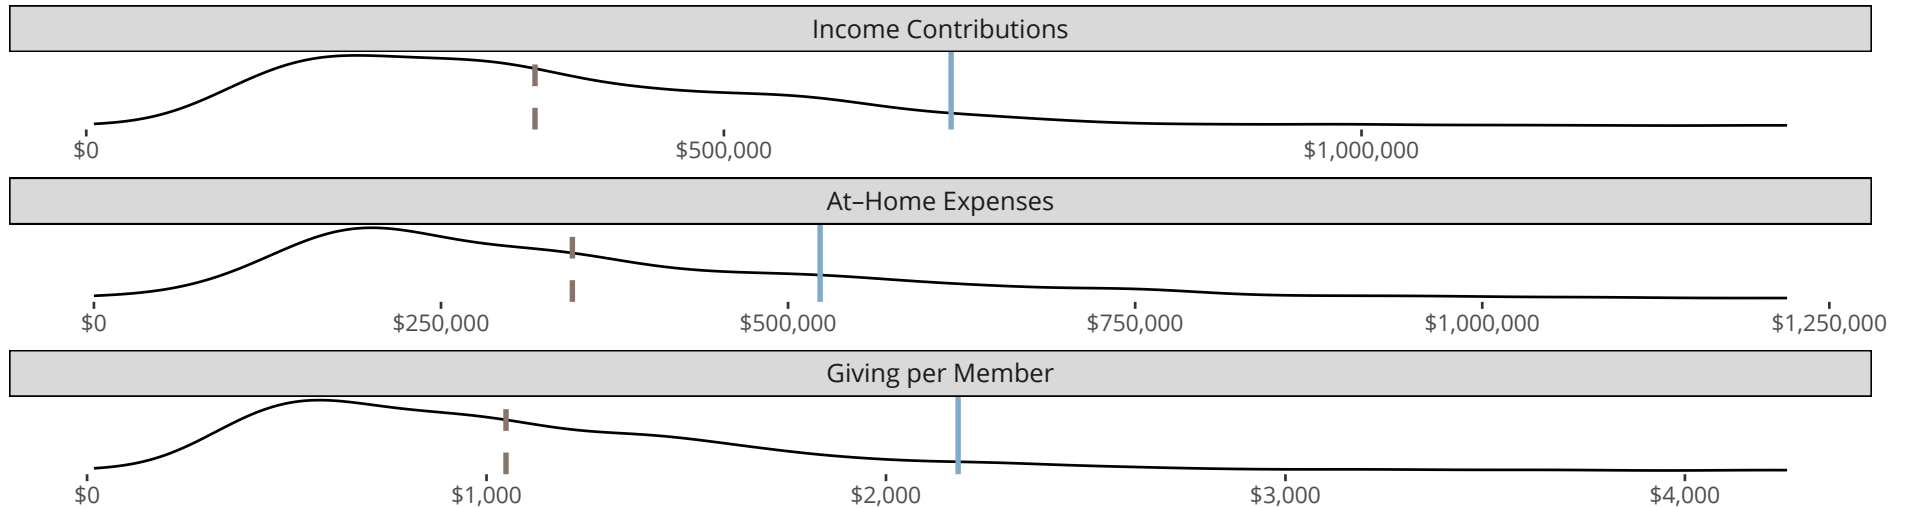 Income Contributions
$0 $500,000 $1,000,000
At–Home Expenses
$0 $250,000 $500,000 $750,000 $1,000,000 $1,250,000
Giving per Member
$0 $1,000 $2,000 $3,000 $4,000